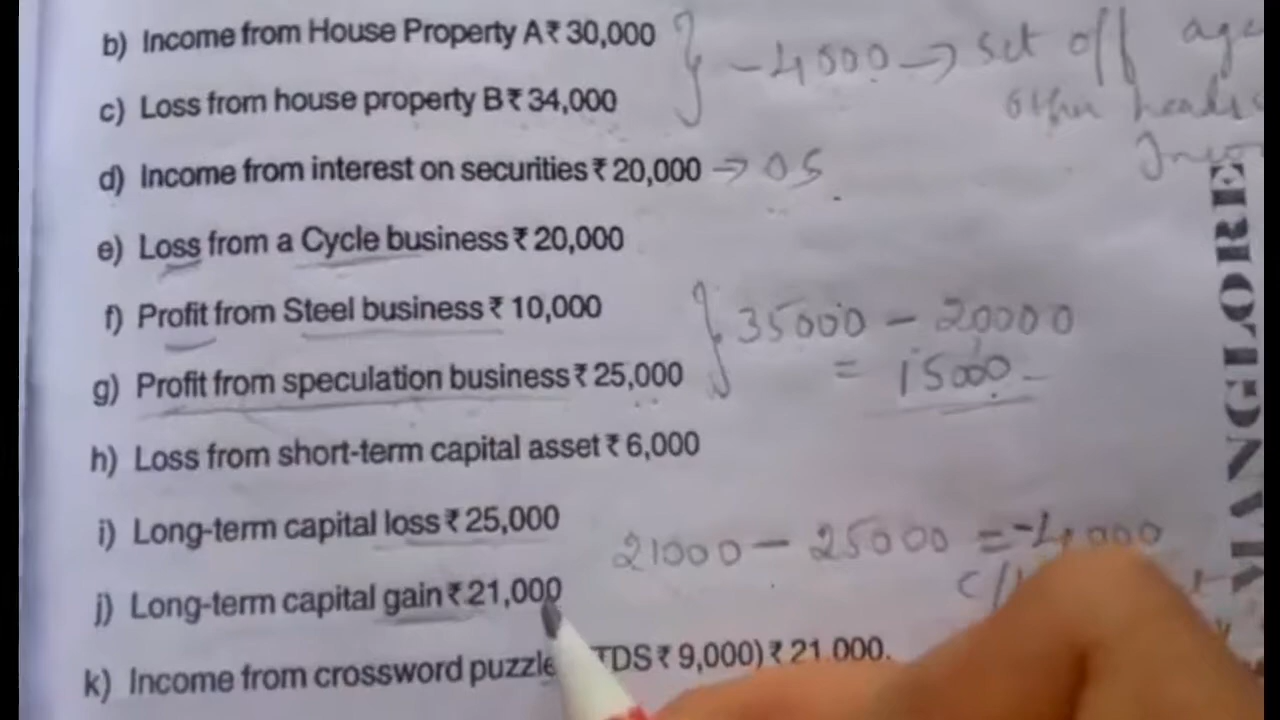 b) Income from House Property A ₹ 30,000
} - 4000 → set off
other heads
c) Loss from house property B ₹ 34,000
d) Income from interest on securities ₹ 20,000 → OS
e) Loss from a Cycle business ₹ 20,000
f) Profit from Steel business ₹ 10,000
g) Profit from speculation business ₹ 25,000
} 35000 - 20000
= 15000
h) Loss from short-term capital asset ₹ 6,000
i) Long-term capital loss ₹ 25,000
21000 - 25000 = -4000
j) Long-term capital gain ₹ 21,000
k) Income from crossword puzzle TDS ₹ 9,000) ₹ 21.000.